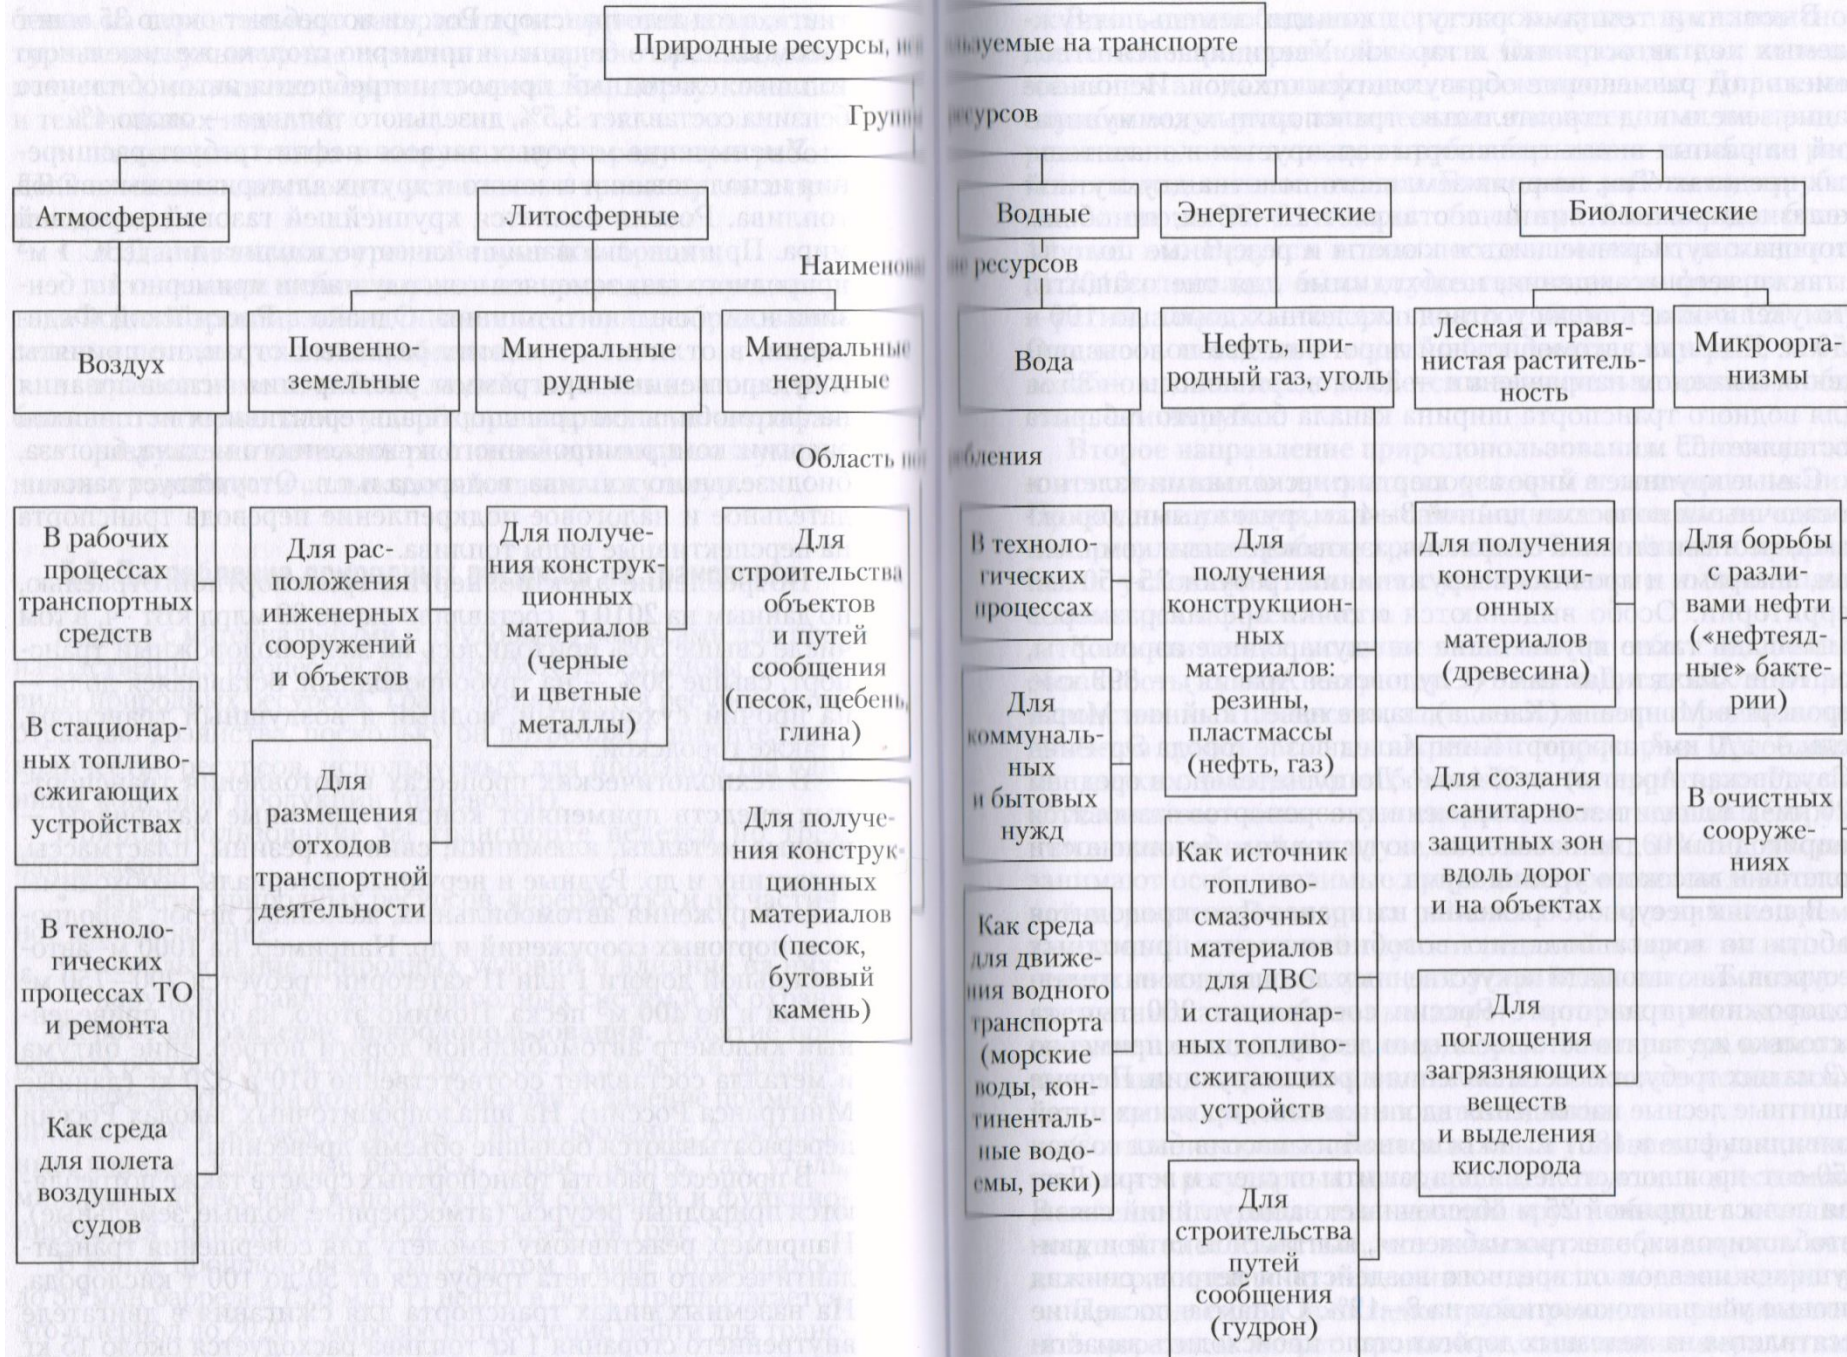 Природные ресурсы, используемые на транспорте
Группы ресурсов
Атмосферные
Литосферные
Водные
Энергетические
Биологические
Наименование ресурсов
Воздух
Почвенно-
земельные
Минеральные
рудные
Минеральные
нерудные
Вода
Нефть, при-
родный газ, уголь
Лесная и травя-
нистая раститель-
ность
Микроорга-
низмы
Область потребления
В рабочих
процессах
транспортных
средств
В стационар-
ных топливо-
сжигающих
устройствах
В техноло-
гических
процессах ТО
и ремонта
Как среда
для полета
воздушных
судов
Для рас-
положения
инженерных
сооружений
и объектов
Для
размещения
отходов
транспортной
деятельности
Для получе-
ния конструк-
ционных
материалов
(черные
и цветные
металлы)
Для
строительства
объектов
и путей
сообщения
(песок, щебень,
глина)
Для получе-
ния конструк-
ционных
материалов
(песок,
бутовый
камень)
В техноло-
гических
процессах
Для
коммуналь-
ных
и бытовых
нужд
Как среда
для движе-
ния водного
транспорта
(морские
воды, кон-
тиненталь-
ные водо-
емы, реки)
Для
получения
конструкцион-
ных
материалов:
резины,
пластмассы
(нефть, газ)
Как источник
топливо-
смазочных
материалов
для ДВС
и стационар-
ных топливо-
сжигающих
устройств
Для
строительства
путей
сообщения
(гудрон)
Для получения
конструкци-
онных
материалов
(древесина)
Для создания
санитарно-
защитных зон
вдоль дорог
и на объектах
Для
поглощения
загрязняющих
веществ
и выделения
кислорода
Для борьбы
с разли-
вами нефти
(«нефтеяд-
ные» бакте-
рии)
В очистных
сооруже-
ниях